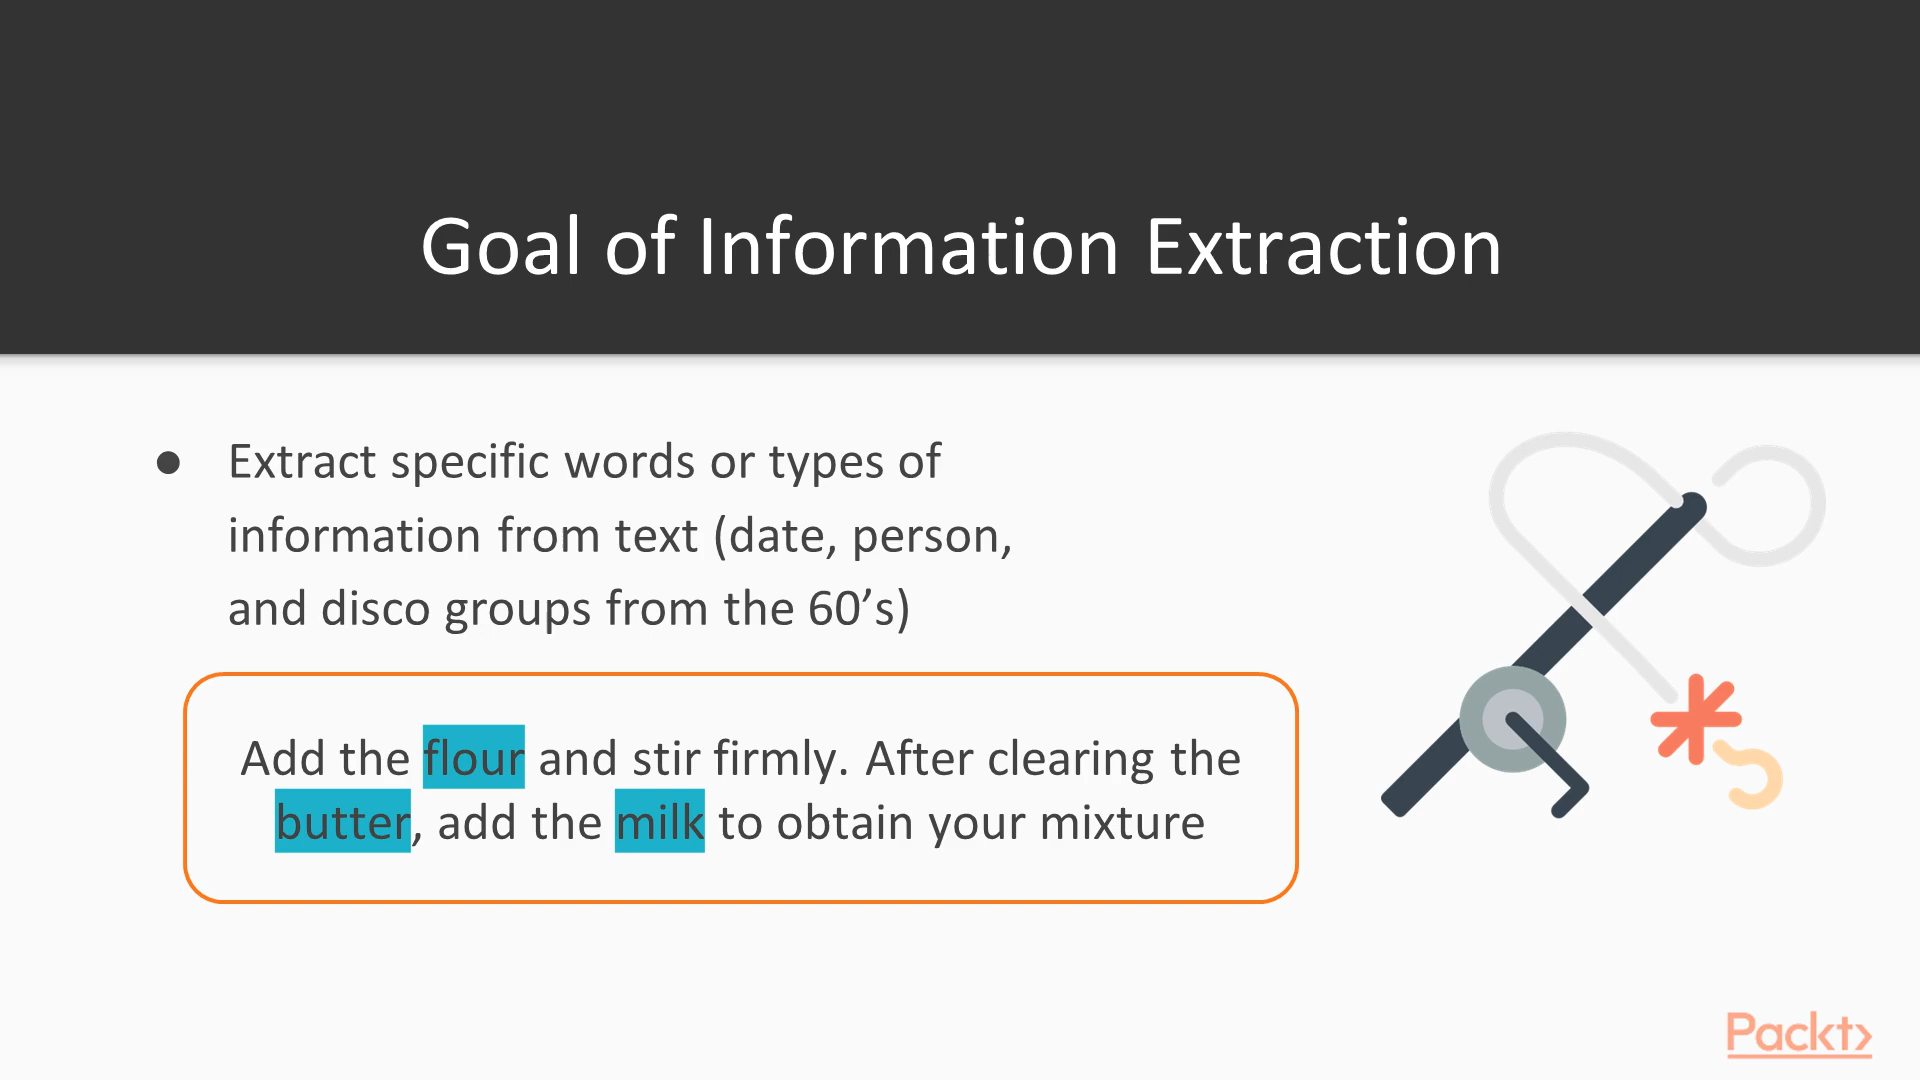 Goal of Information Extraction
● Extract specific words or types of
information from text (date, person,
and disco groups from the 60’s)
Add the flour and stir firmly. After clearing the
butter, add the milk to obtain your mixture
Packt>